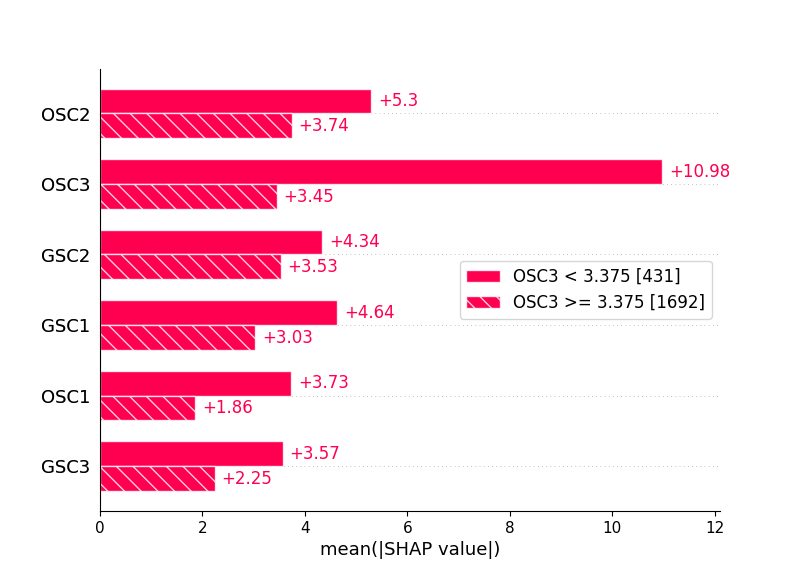 OSC2
+5.3
+3.74
OSC3
+10.98
+3.45
GSC2
+4.34
+3.53
OSC3 < 3.375 [431]
OSC3 >= 3.375 [1692]
GSC1
+4.64
+3.03
OSC1
+3.73
+1.86
GSC3
+3.57
+2.25
0 2 4 6 8 10 12
mean(|SHAP value|)